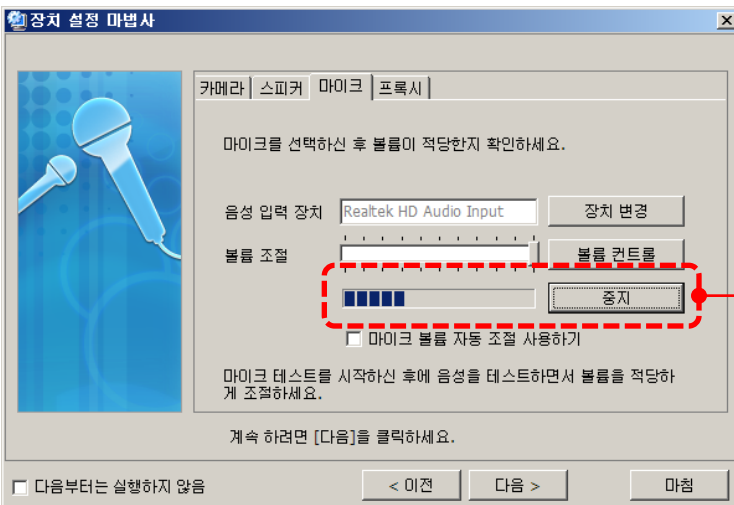 장치 설정 마법사
카메라 스피커 마이크 프록시
마이크를 선택하신 후 볼륨이 적당한지 확인하세요.
음성 입력 장치 Realtek HD Audio Input 장치 변경
볼륨 조절 볼륨 컨트롤
중지
마이크 볼륨 자동 조절 사용하기
마이크 테스트를 시작하신 후에 음성을 테스트하면서 볼륨을 적당하
게 조절하세요.
계속 하려면 [다음]을 클릭하세요.
다음부터는 실행하지 않음 < 이전 다음 > 마침